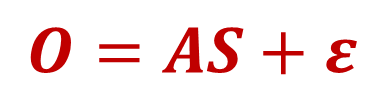 O = AS + ε